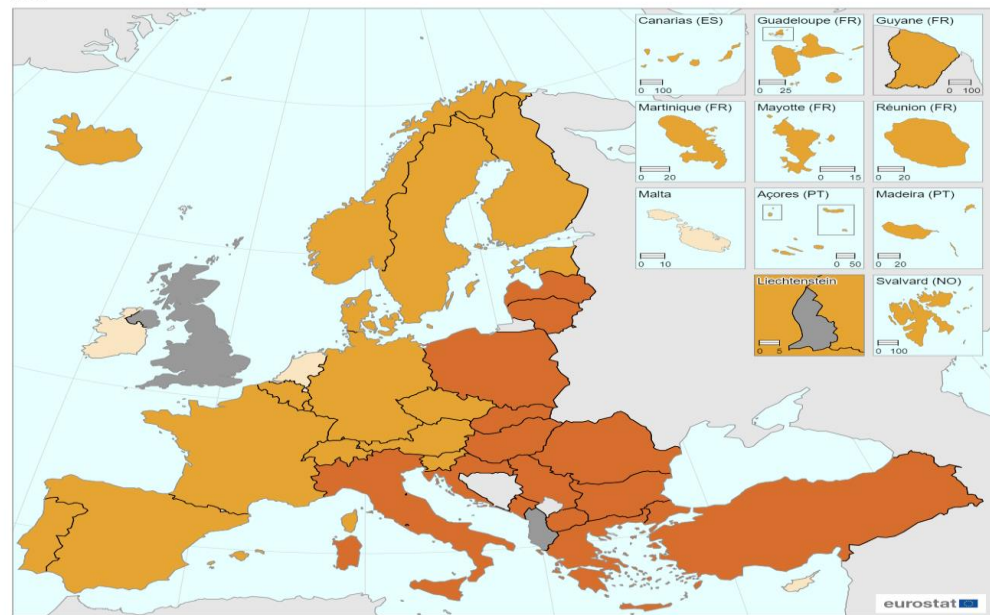 Canarias (ES)
0 100
Guadeloupe (FR)
0 25
Guyane (FR)
0 100
Martinique (FR)
0 20
Mayotte (FR)
0 15
Réunion (FR)
0 20
Malta
0 10
Açores (PT)
0 50
Madeira (PT)
0 20
Liechtenstein
0 5
Svalvard (NO)
0 100
eurostat